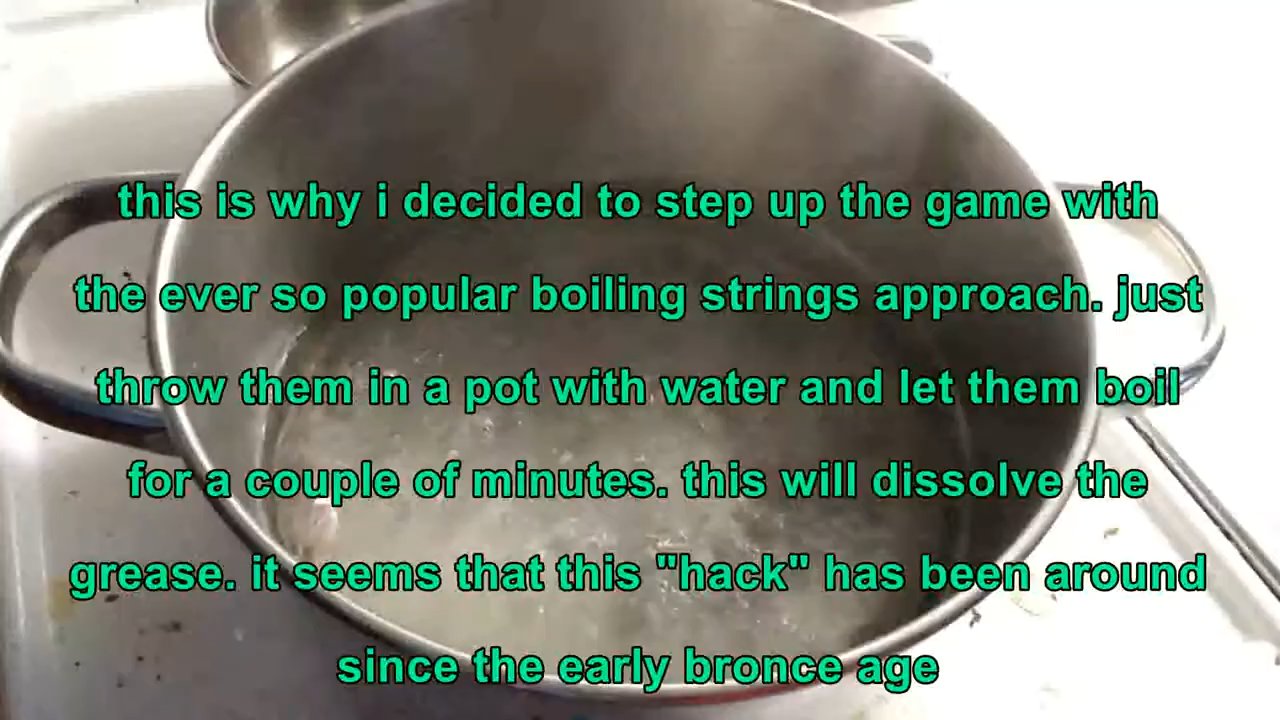 this is why i decided to step up the game with
the ever so popular boiling strings approach. just
throw them in a pot with water and let them boil
for a couple of minutes. this will dissolve the
grease. it seems that this "hack" has been around
since the early bronce age